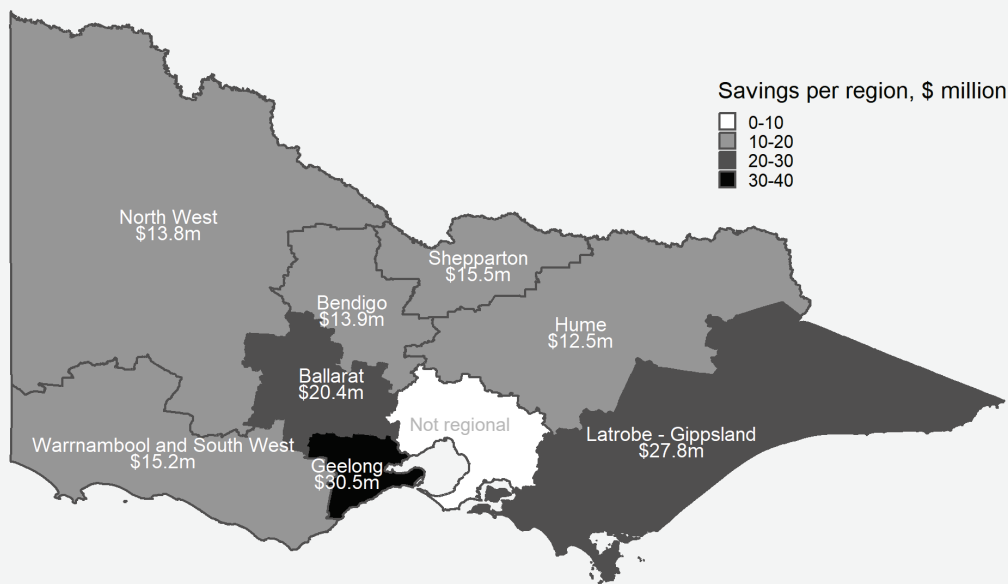 Savings per region, $ million
0-10
10-20
20-30
30-40
North West
$13.8m
Shepparton
$15.5m
Bendigo
$13.9m
Hume
$12.5m
Ballarat
$20.4m
Not regional
Latrobe - Gippsland
$27.8m
Warrnambool and South West
$15.2m
Geelong
$30.5m